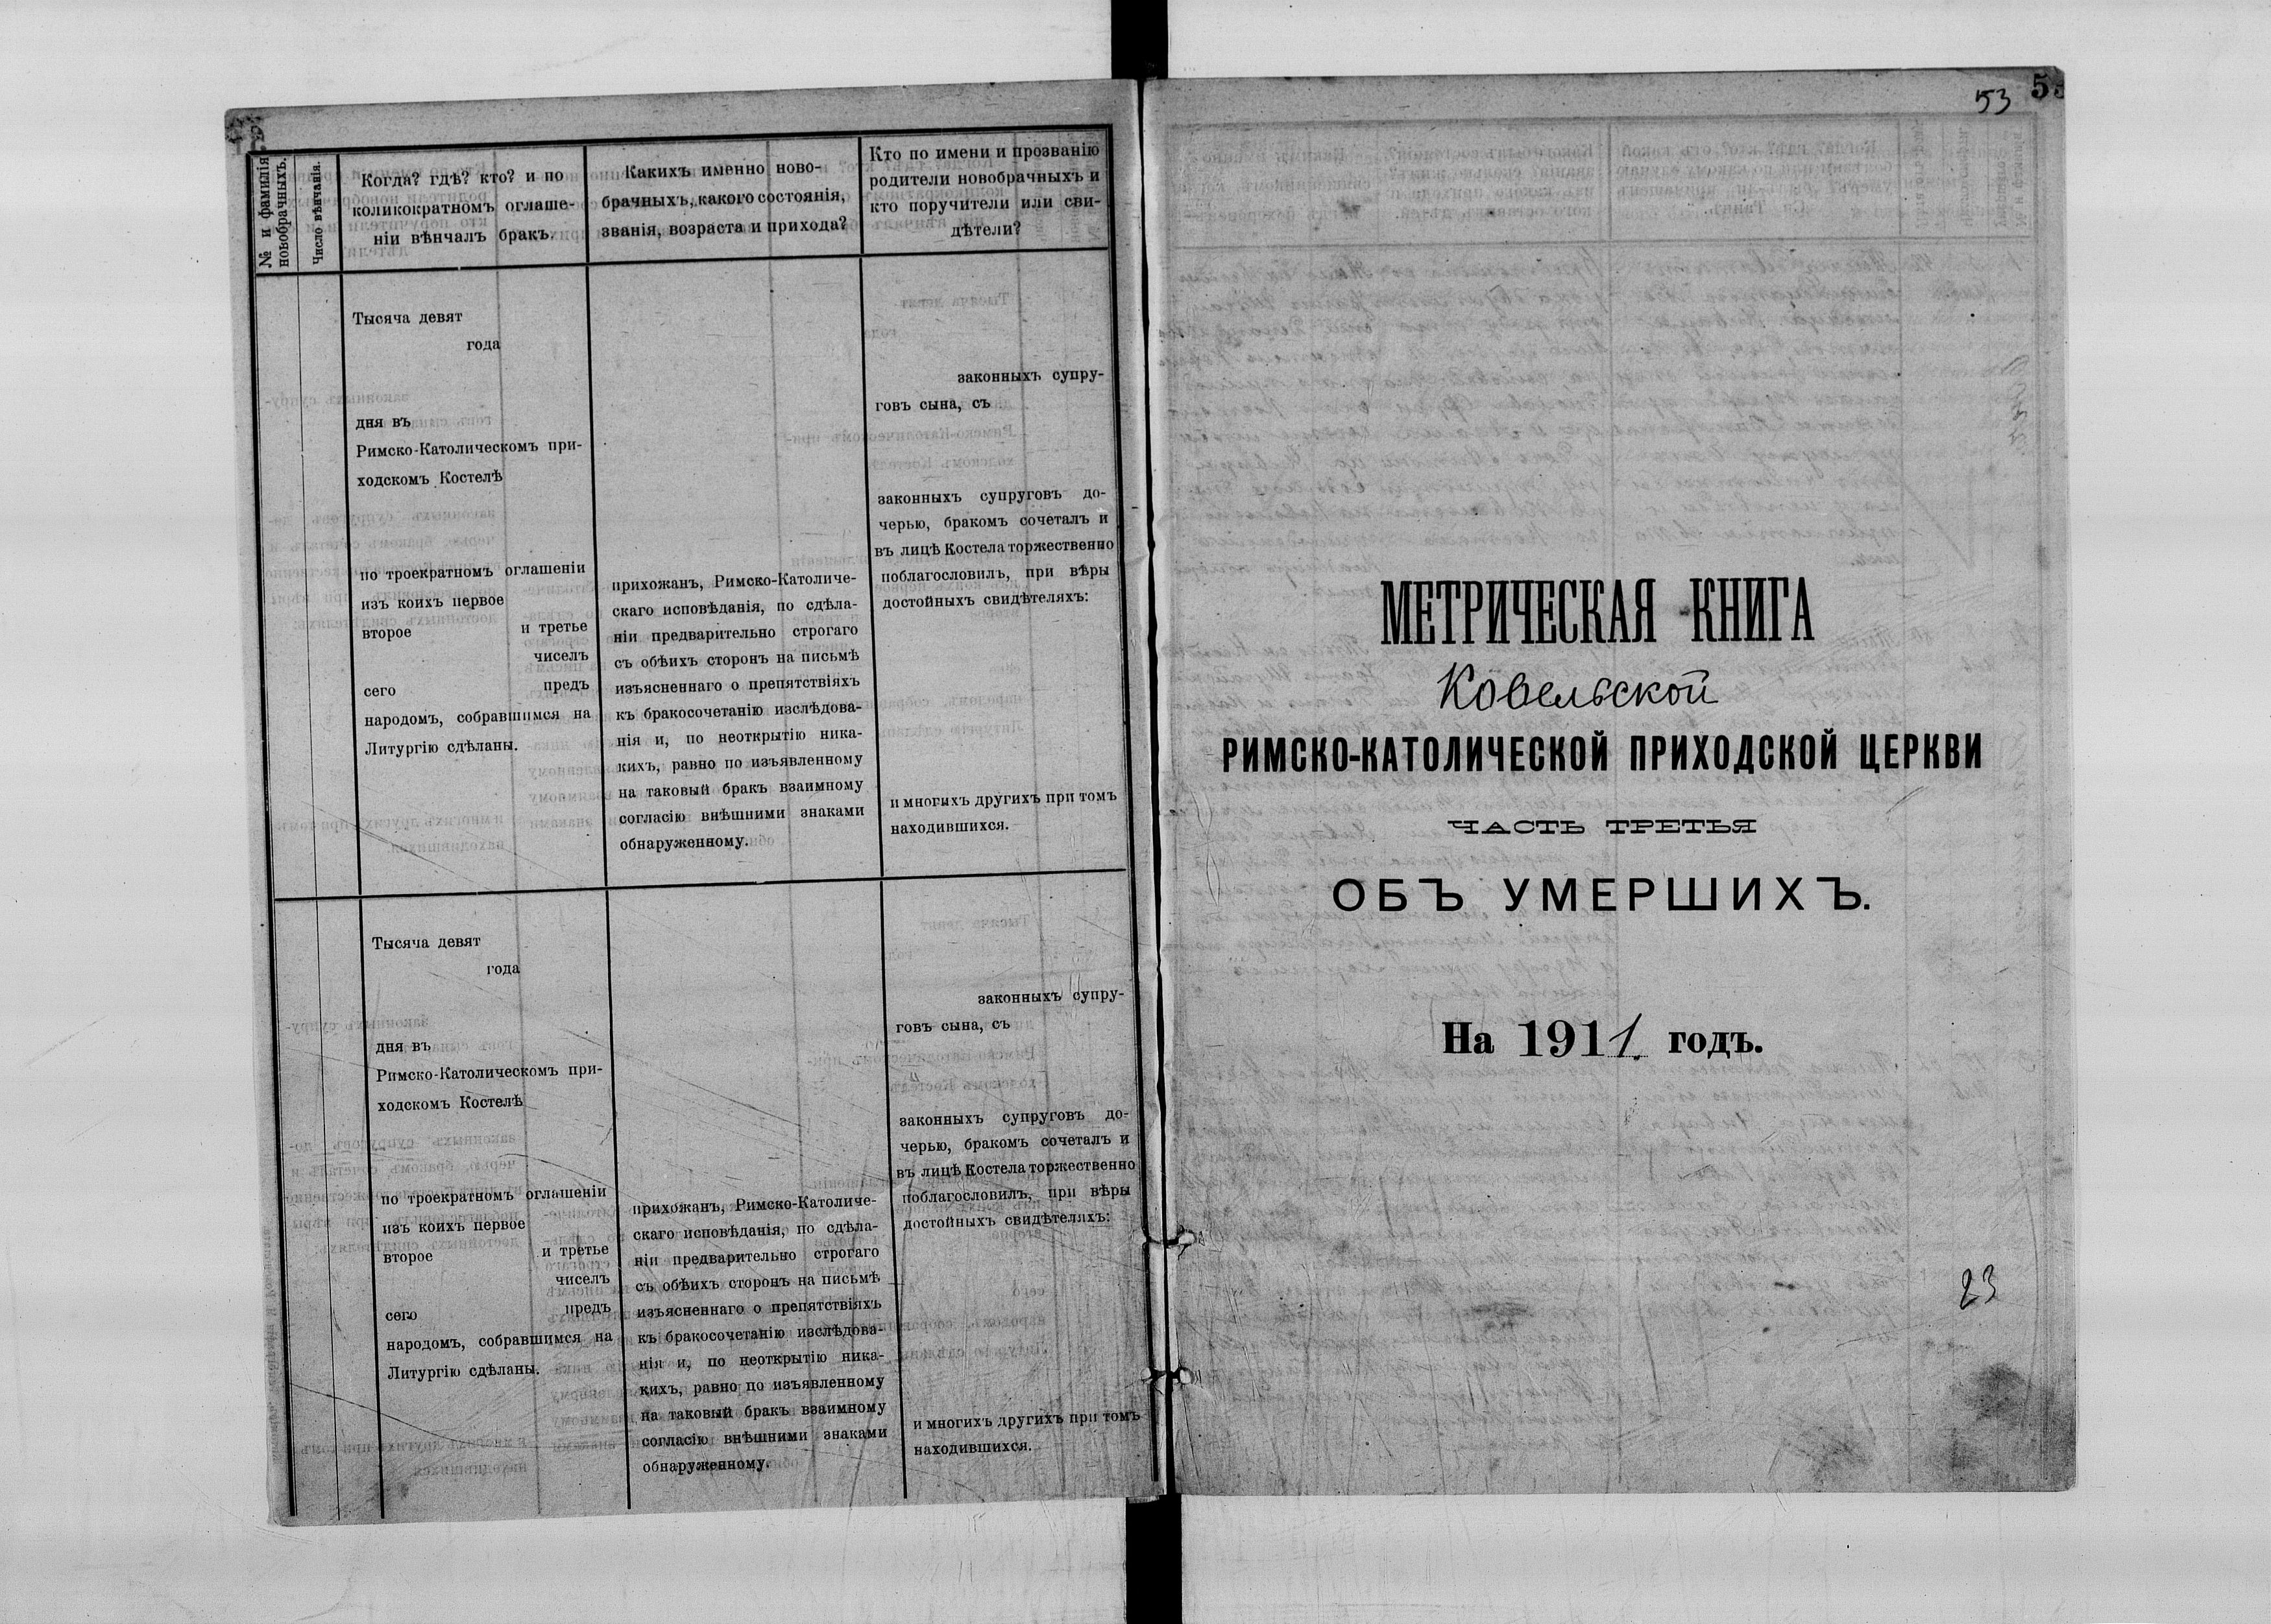 № и фамилія
новобрачныхъ.
Число вѣнчанія.
Когда? гдѣ? кто? и по
коликократномъ оглаше-
ніи вѣнчалъ бракъ.
Какихъ именно ново-
брачныхъ, какого состоянія,
званія, возраста и прихода?
Кто по имени и прозванію
родители новобрачныхъ и
кто поручители или сви-
дѣтели?
Тысяча девят
года
дня въ
Римско-Католическомъ при-
ходскомъ Костелѣ
по троекратномъ оглашеніи
изъ коихъ первое
второе и третье
чиселъ
сего предъ
народомъ, собравшимся на
Литургію сдѣланы.
прихожанъ, Римско-Католиче-
скаго исповѣданія, по сдѣла-
ніи предварительно строгаго
съ обѣихъ сторонъ на письмѣ
изъясненнаго о препятствіяхъ
къ бракосочетанію изслѣдова-
нія и, по неоткрытію ника-
кихъ, равно по изъявленному
на таковый бракъ взаимному
согласію внѣшними знаками
обнаруженному.
законныхъ супру-
говъ сына, съ
законныхъ супруговъ до-
черью, бракомъ сочеталъ и
въ лицѣ Костела торжественно
поблагословилъ, при вѣры
достойныхъ свидѣтеляхъ:
и многихъ другихъ при томъ
находившихся.
Тысяча девят
года
дня въ
Римско-Католическомъ при-
ходскомъ Костелѣ
по троекратномъ оглашеніи
изъ коихъ первое
второе и третье
чиселъ
сего предъ
народомъ, собравшимся на
Литургію сдѣланы.
прихожанъ, Римско-Католиче-
скаго исповѣданія, по сдѣла-
ніи предварительно строгаго
съ обѣихъ сторонъ на письмѣ
изъясненнаго о препятствіяхъ
къ бракосочетанію изслѣдова-
нія и, по неоткрытію ника-
кихъ, равно по изъявленному
на таковый бракъ взаимному
согласію внѣшними знаками
обнаруженному.
законныхъ супру-
говъ сына, съ
законныхъ супруговъ до-
черью, бракомъ сочеталъ и
въ лицѣ Костела торжественно
поблагословилъ, при вѣры
достойныхъ свидѣтеляхъ:
и многихъ другихъ при томъ
находившихся.
53
МЕТРИЧЕСКАЯ КНИГА
Ковельской
РИМСКО-КАТОЛИЧЕСКОЙ ПРИХОДСКОЙ ЦЕРКВИ
ЧАСТЬ ТРЕТЬЯ
ОБЪ УМЕРШИХЪ.
На 1911 годъ.
23